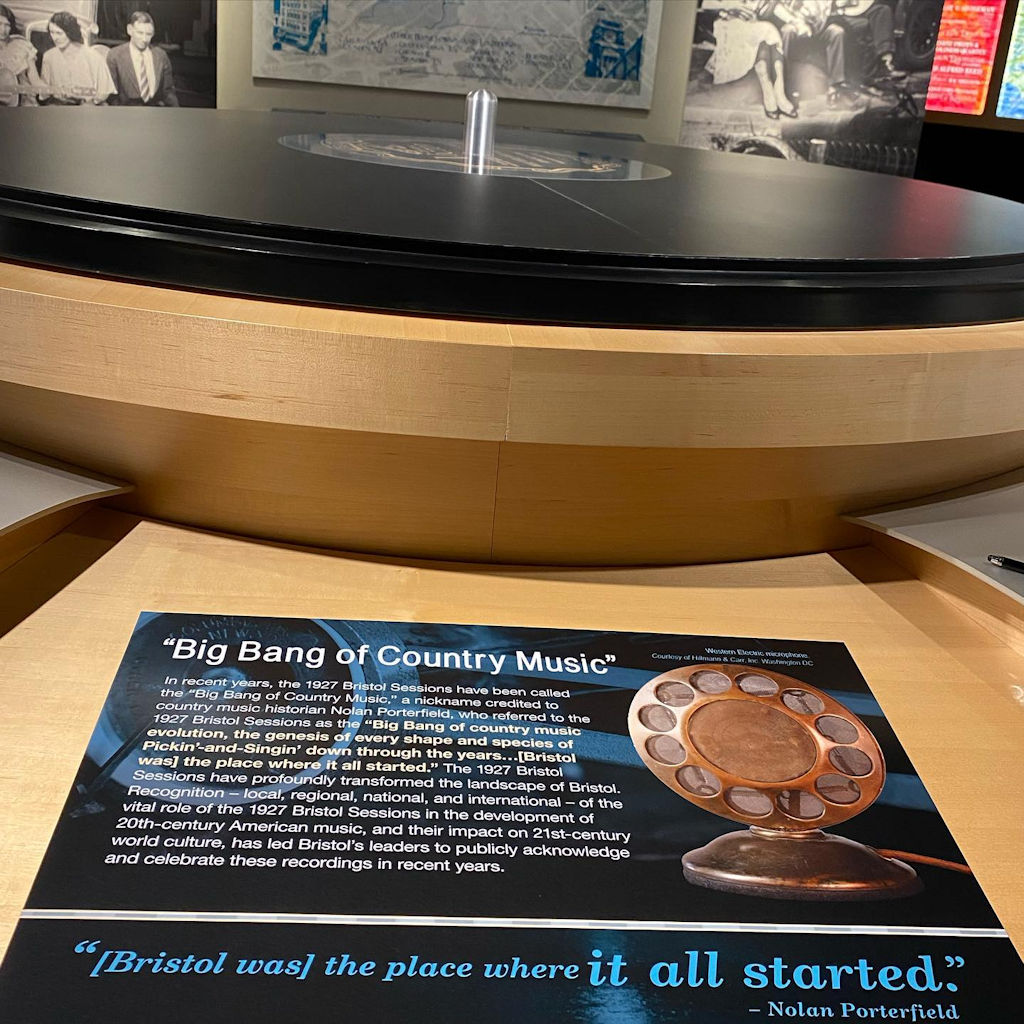 "Big Bang of Country Music"
Western Electric microphone.
Courtesy of Hillmann & Carr, Inc. Washington DC
In recent years, the 1927 Bristol Sessions have been called
the "Big Bang of Country Music," a nickname credited to
country music historian Nolan Porterfield, who referred to the
1927 Bristol Sessions as the "Big Bang of country music
evolution, the genesis of every shape and species of
Pickin'-and-Singin' down through the years...[Bristol
was] the place where it all started." The 1927 Bristol
Sessions have profoundly transformed the landscape of Bristol.
Recognition – local, regional, national, and international – of the
vital role of the 1927 Bristol Sessions in the development of
20th-century American music, and their impact on 21st-century
world culture, has led Bristol's leaders to publicly acknowledge
and celebrate these recordings in recent years.
"[Bristol was] the place where it all started."
– Nolan Porterfield